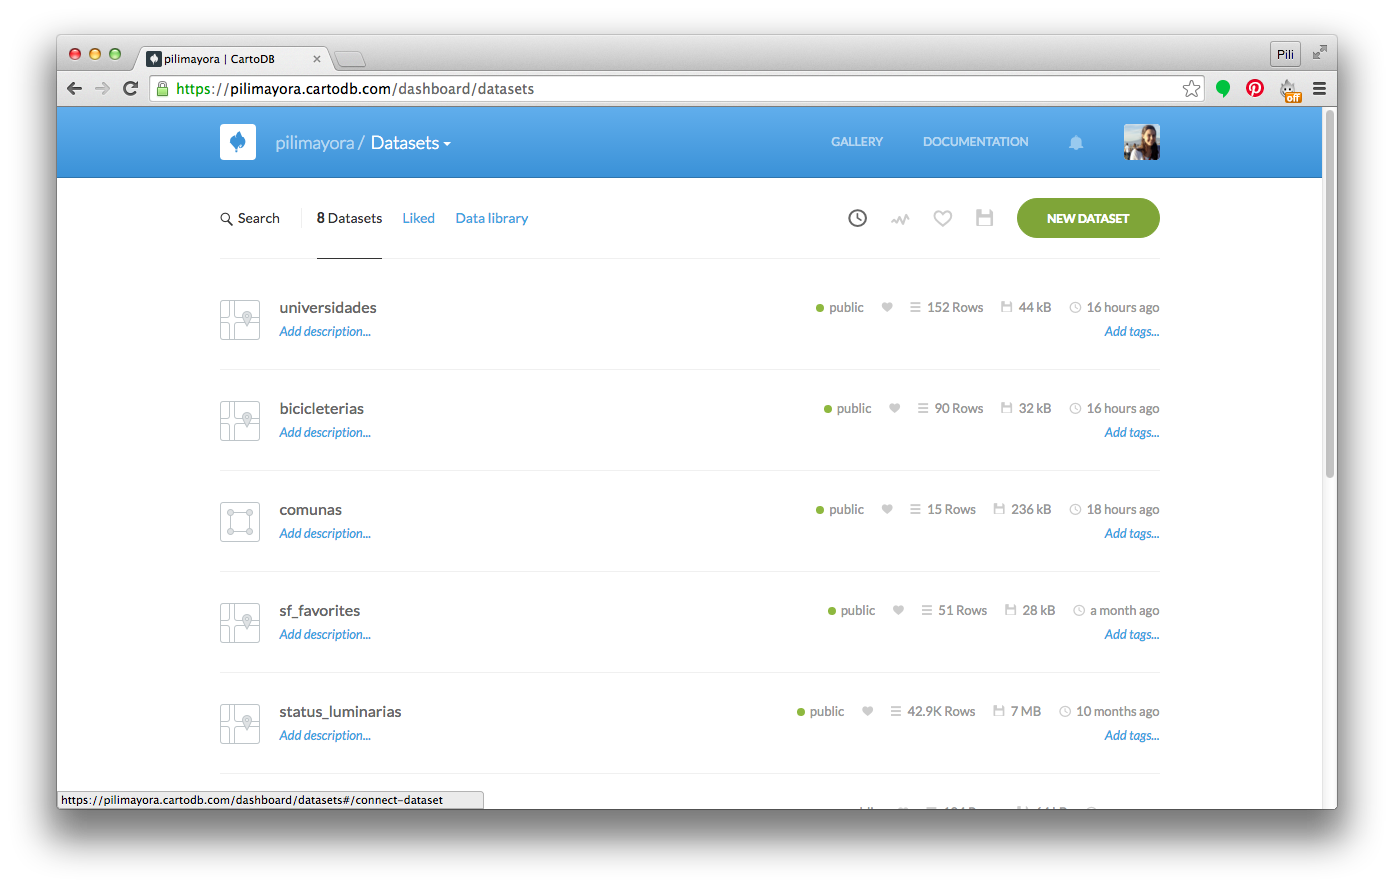 pilimayora | CartoDB
Pili
https://pilimayora.cartodb.com/dashboard/datasets
off
pilimayora / Datasets
GALLERY
DOCUMENTATION
Search
8 Datasets
Liked
Data library
NEW DATASET
universidades
public 152 Rows 44 kB 16 hours ago
Add description...
Add tags...
bicicleterias
public 90 Rows 32 kB 16 hours ago
Add description...
Add tags...
comunas
public 15 Rows 236 kB 18 hours ago
Add description...
Add tags...
sf_favorites
public 51 Rows 28 kB a month ago
Add description...
Add tags...
status_luminarias
public 42.9K Rows 7 MB 10 months ago
Add description...
Add tags...
https://pilimayora.cartodb.com/dashboard/datasets#/connect-dataset